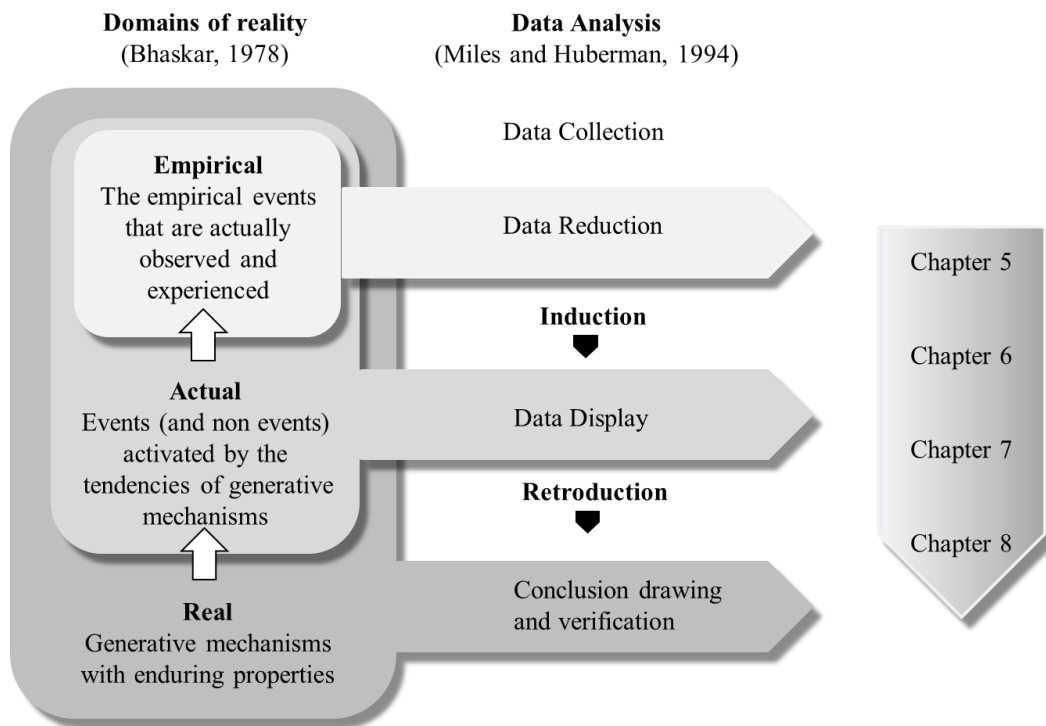 Domains of reality
(Bhaskar, 1978)
Data Analysis
(Miles and Huberman, 1994)
Data Collection
Empirical
The empirical events
that are actually
observed and
experienced
Data Reduction
Induction
Actual
Events (and non events)
activated by the
tendencies of generative
mechanisms
Data Display
Retroduction
Real
Generative mechanisms
with enduring properties
Conclusion drawing
and verification
Chapter 5
Chapter 6
Chapter 7
Chapter 8